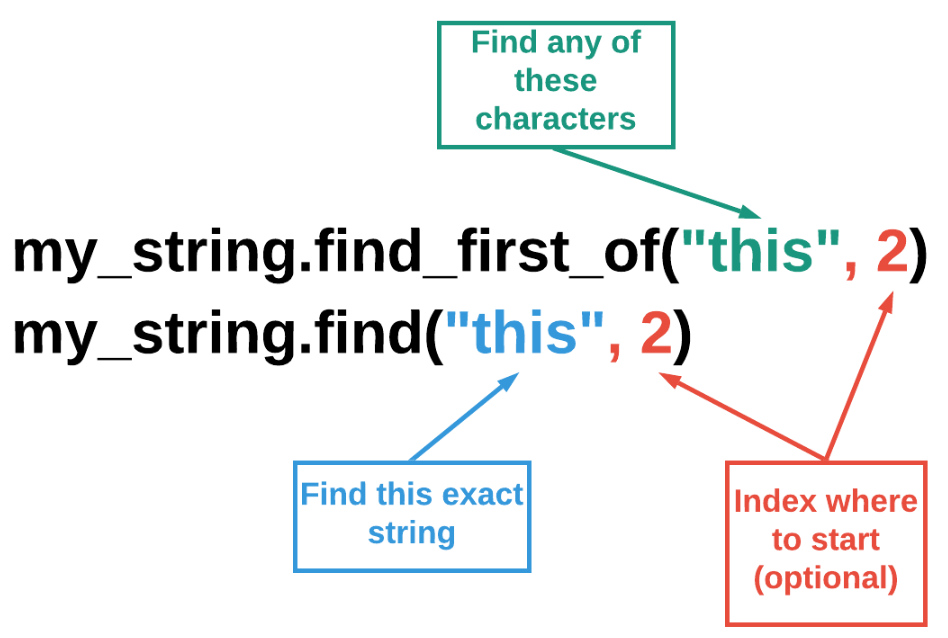 Find any of
these
characters
my_string.find_first_of("this", 2)
my_string.find("this", 2)
Find this exact
string
Index where
to start
(optional)